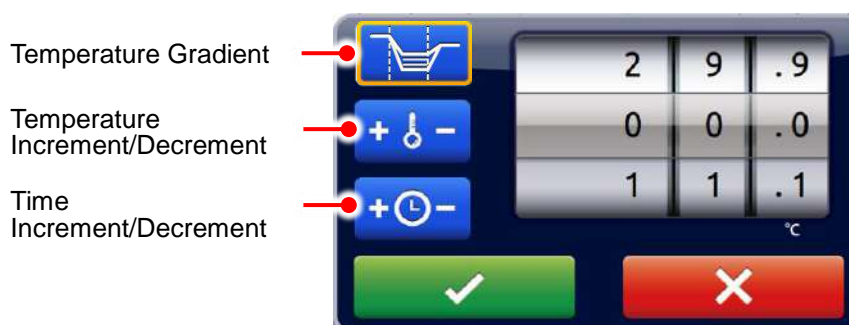 Temperature Gradient
Temperature
Increment/Decrement
Time
Increment/Decrement
2 9 .9
0 0 .0
1 1 .1
°C